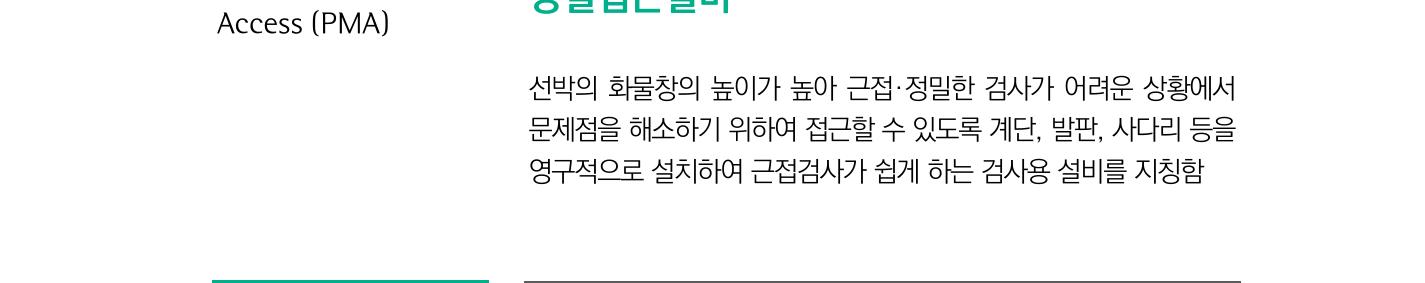 Access (PMA)
선박의 화물창의 높이가 높아 근접·정밀한 검사가 어려운 상황에서
문제점을 해소하기 위하여 접근할 수 있도록 계단, 발판, 사다리 등을
영구적으로 설치하여 근접검사가 쉽게 하는 검사용 설비를 지칭함